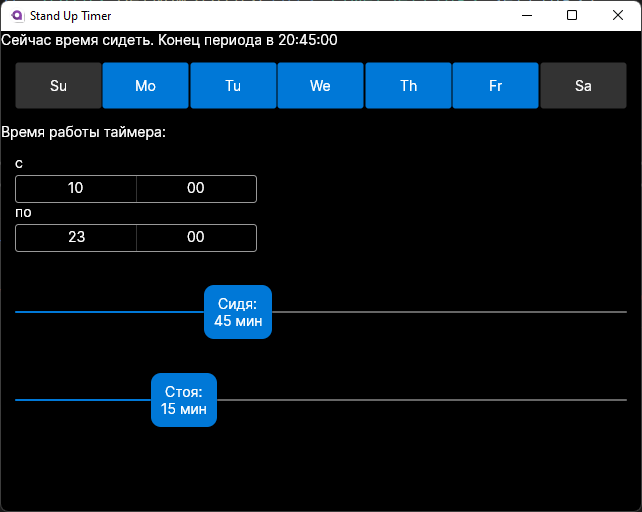 Stand Up Timer
Сейчас время сидеть. Конец периода в 20:45:00
Su Mo Tu We Th Fr Sa
Время работы таймера:
с
10 00
по
23 00
Сидя:
45 мин
Стоя:
15 мин